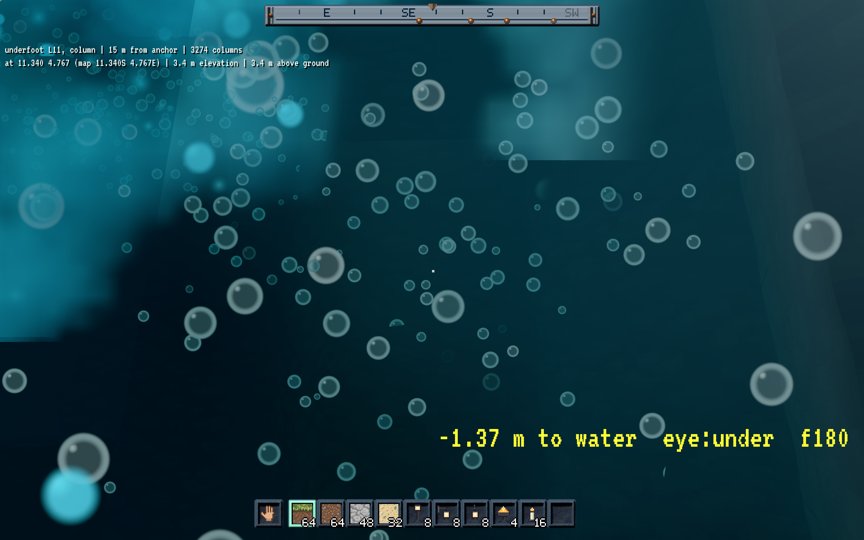 E SE S SW
underfoot L11, column | 15 m from anchor | 3274 columns
at 11.340 4.767 (map 11.340S 4.767E) | 3.4 m elevation | 3.4 m above ground
-1.37 m to water eye:under f180
64 64 48 32 8 8 8 4 16